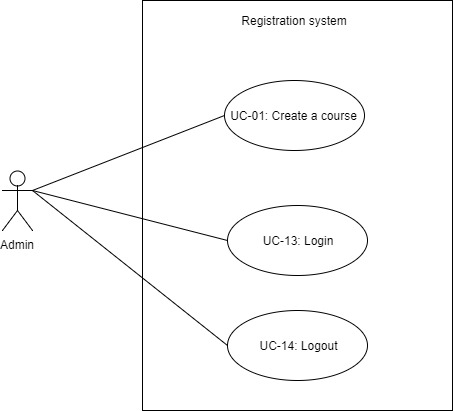 Registration system
UC-01: Create a course
Admin
UC-13: Login
UC-14: Logout